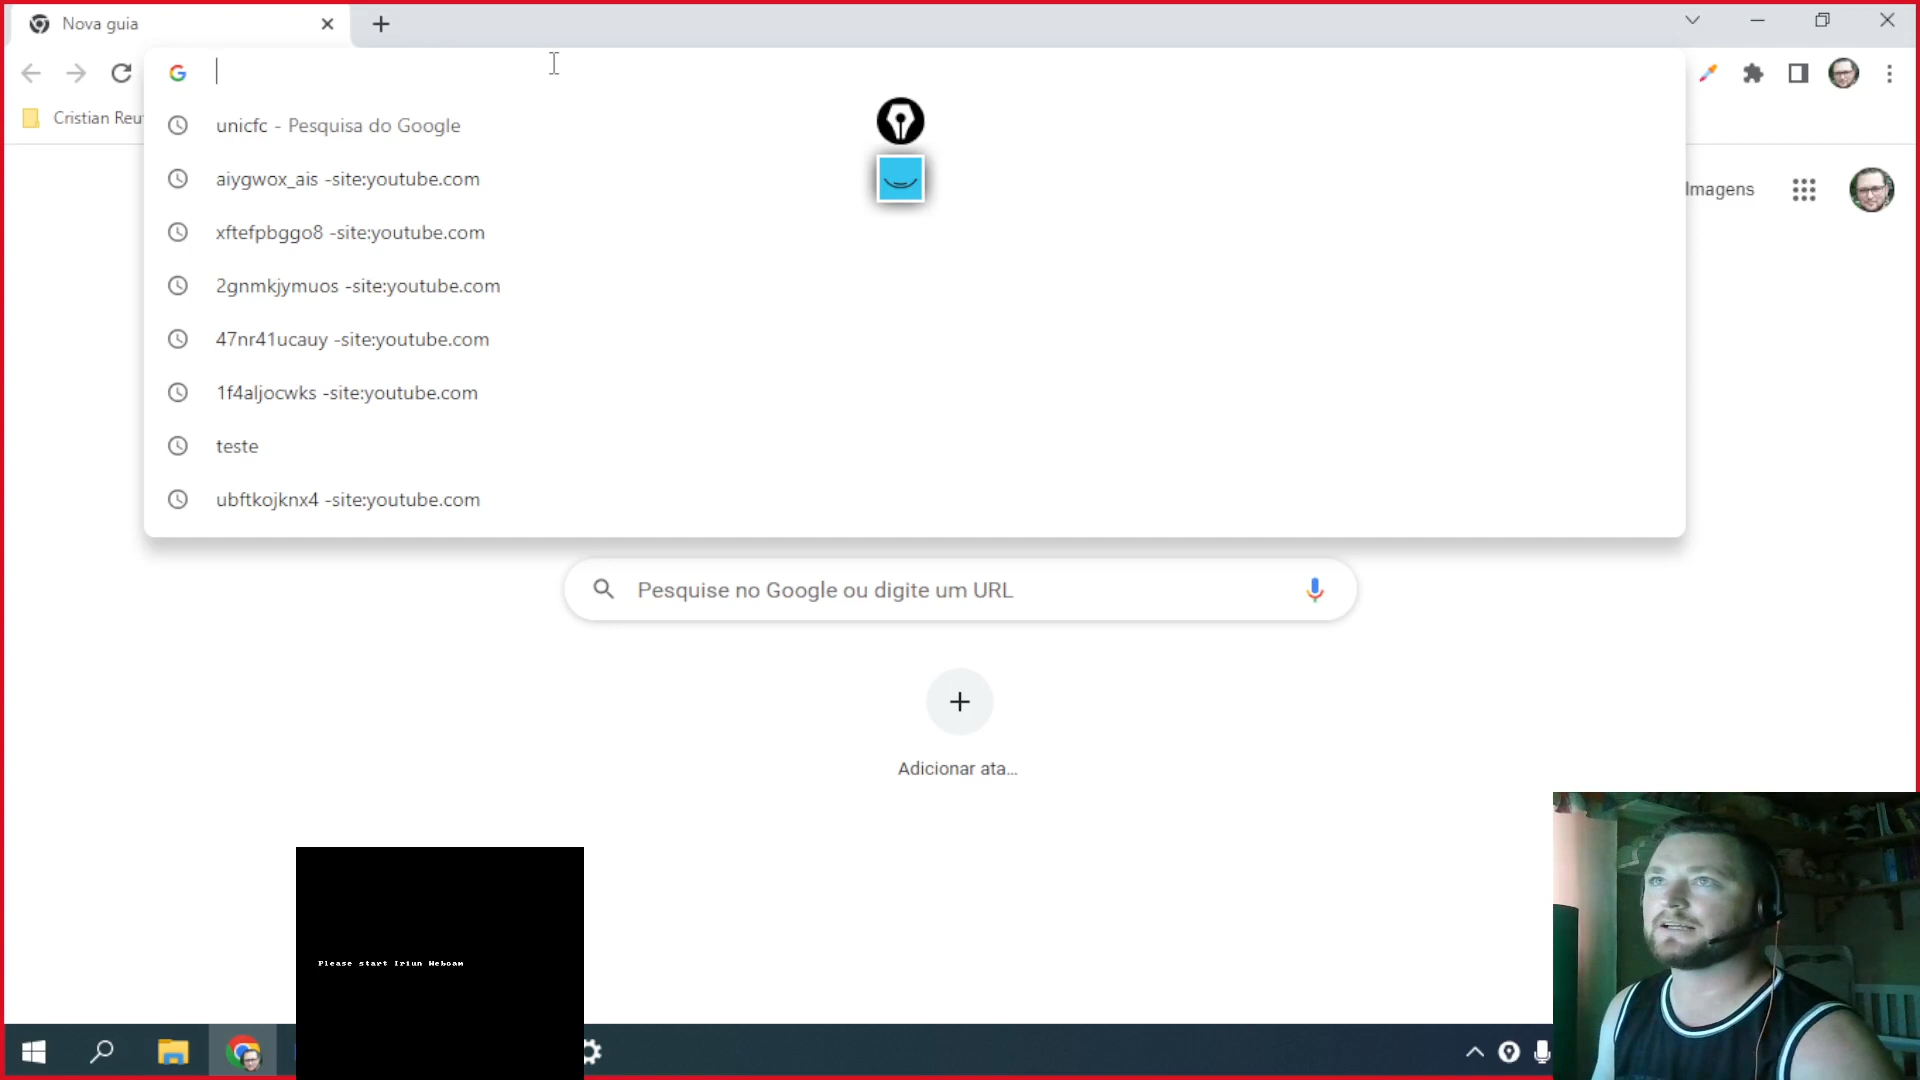 Nova guia
Cristian Reu
unicfc - Pesquisa do Google
aiygwox_ais -site:youtube.com
xftefpbggo8 -site:youtube.com
2gnmkjymuos -site:youtube.com
47nr41ucauy -site:youtube.com
1f4aljocwks -site:youtube.com
teste
ubftkojknx4 -site:youtube.com
Imagens
Pesquise no Google ou digite um URL
Adicionar ata...
Please start Iriun Webcam